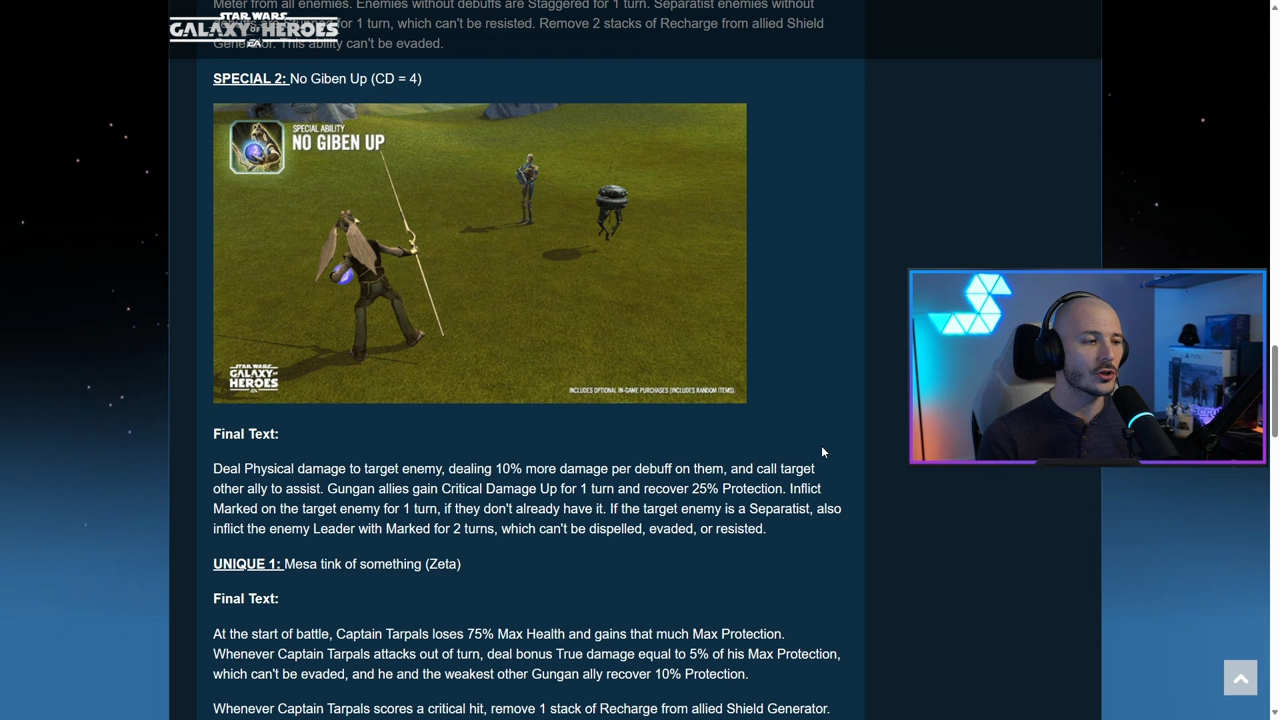 Meter from all enemies. Enemies without debuffs are Staggered for 1 turn. Separatist enemies without
for 1 turn, which can't be resisted. Remove 2 stacks of Recharge from allied Shield
Generator. This ability can't be evaded.
STAR WARS
GALAXY OF HEROES
EA
SPECIAL 2: No Giben Up (CD = 4)
SPECIAL ABILITY
NO GIBEN UP
STAR WARS
GALAXY OF
HEROES
INCLUDES OPTIONAL IN-GAME PURCHASES (INCLUDES RANDOM ITEMS).
Final Text:
Deal Physical damage to target enemy, dealing 10% more damage per debuff on them, and call target
other ally to assist. Gungan allies gain Critical Damage Up for 1 turn and recover 25% Protection. Inflict
Marked on the target enemy for 1 turn, if they don't already have it. If the target enemy is a Separatist, also
inflict the enemy Leader with Marked for 2 turns, which can't be dispelled, evaded, or resisted.
UNIQUE 1: Mesa tink of something (Zeta)
Final Text:
At the start of battle, Captain Tarpals loses 75% Max Health and gains that much Max Protection.
Whenever Captain Tarpals attacks out of turn, deal bonus True damage equal to 5% of his Max Protection,
which can't be evaded, and he and the weakest other Gungan ally recover 10% Protection.
Whenever Captain Tarpals scores a critical hit, remove 1 stack of Recharge from allied Shield Generator.